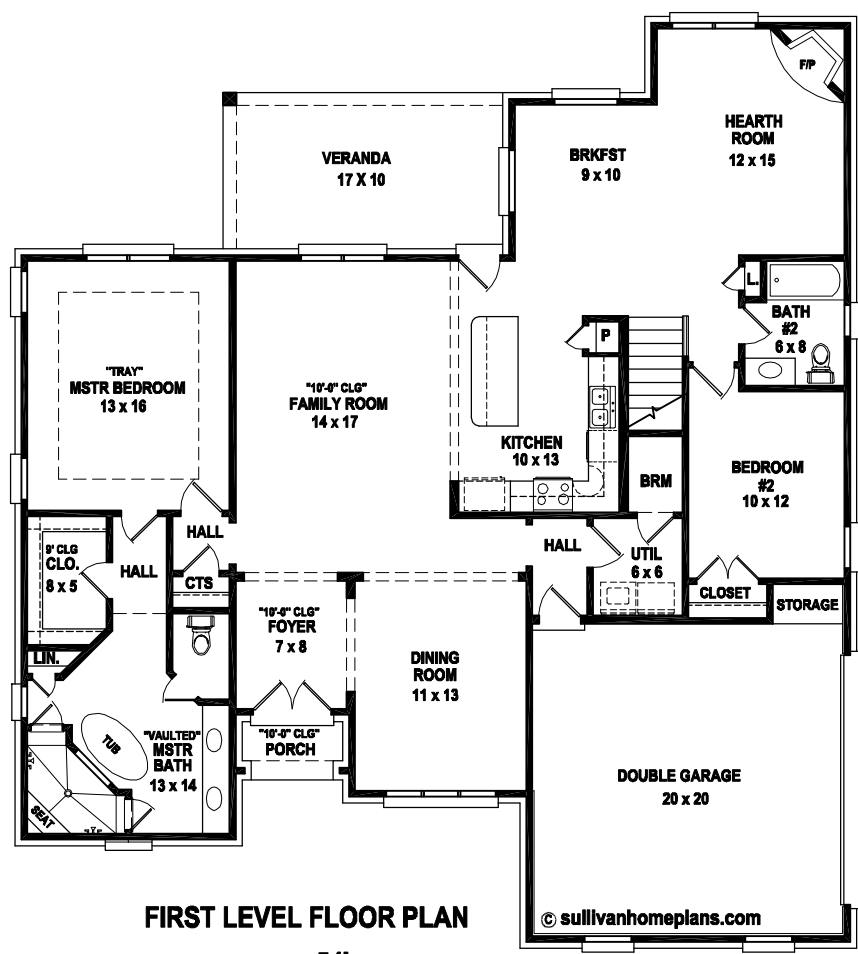 F/P
HEARTH
ROOM
12 x 15
BRKFST
9 x 10
VERANDA
17 X 10
L.
BATH
#2
6 x 8
P
"TRAY"
MSTR BEDROOM
13 x 16
"10'-0" CLG"
FAMILY ROOM
14 x 17
KITCHEN
10 x 13
BRM
BEDROOM
#2
10 x 12
HALL
HALL
UTIL
6 x 6
9' CLG
CLO.
8 x 5
HALL
CTS
CLOSET
STORAGE
"10'-0" CLG"
FOYER
7 x 8
LIN.
DINING
ROOM
11 x 13
TUB
"VAULTED"
MSTR
BATH
13 x 14
"10'-0" CLG"
PORCH
SEAT
DOUBLE GARAGE
20 x 20
FIRST LEVEL FLOOR PLAN
© sullivanhomeplans.com